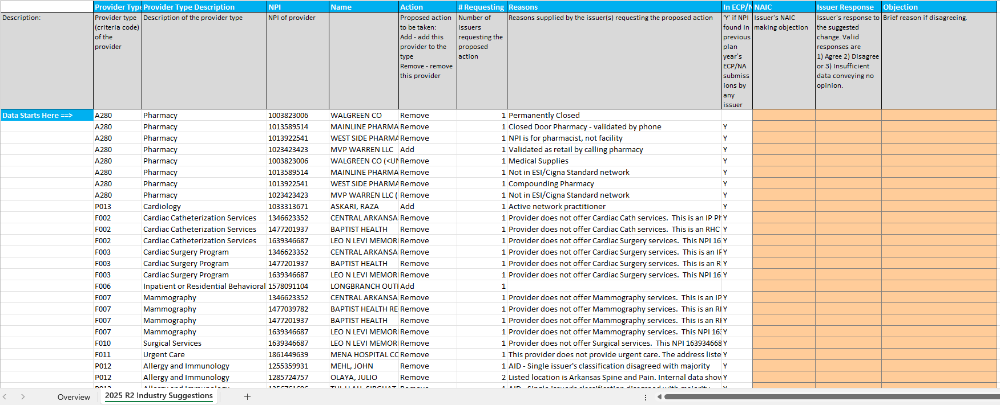 Provider Type Provider Type Description NPI Name Action # Requesting Reasons In ECP/N NAIC Issuer Response Objection
Description:
Provider type
(criteria code)
of the
provider
Description of the provider type
NPI of provider
Proposed action
to be taken:
Add - add this
provider to the
type
Remove - remove
this provider
Number of
issuers
requesting the
proposed
action
Reasons supplied by the issuer(s) requesting the proposed action
'Y' if NPI
found in
previous
plan
year's
ECP/NA
submiss
ions by
any
issuer
Issuer's NAIC
making objection
Issuer's response to
the suggested
change. Valid
responses are
1) Agree 2) Disagree
or 3) Insufficient
data conveying no
opinion.
Brief reason if disagreeing.
Data Starts Here ==> A280 Pharmacy 1003823006 WALGREEN CO Remove 1 Permanently Closed
A280 Pharmacy 1013589514 MAINLINE PHARMA Remove 1 Closed Door Pharmacy - validated by phone Y
A280 Pharmacy 1013922541 WEST SIDE PHARMA Remove 1 NPI is for pharmacist, not facility Y
A280 Pharmacy 1023423423 MVP WARREN LLC Add 1 Validated as retail by calling pharmacy Y
A280 Pharmacy 1003823006 WALGREEN CO (<UN Remove 1 Medical Supplies Y
A280 Pharmacy 1013589514 MAINLINE PHARMA Remove 1 Not in ESI/Cigna Standard network Y
A280 Pharmacy 1013922541 WEST SIDE PHARMA Remove 1 Compounding Pharmacy Y
A280 Pharmacy 1023423423 MVP WARREN LLC ( Remove 1 Not in ESI/Cigna Standard network Y
P013 Cardiology 1033313671 ASKARI, RAZA Add 1 Active network practitioner Y
F002 Cardiac Catheterization Services 1346623352 CENTRAL ARKANSA Remove 1 Provider does not offer Cardiac Cath services. This is an IP Ph Y
F002 Cardiac Catheterization Services 1477201937 BAPTIST HEALTH Remove 1 Provider does not offer Cardiac Cath services. This is an RHC Y
F002 Cardiac Catheterization Services 1639346687 LEO N LEVI MEMORI Remove 1 Provider does not offer Cardiac Surgery services. This NPI 16 Y
F003 Cardiac Surgery Program 1346623352 CENTRAL ARKANSA Remove 1 Provider does not offer Cardiac Surgery services. This is an IP Y
F003 Cardiac Surgery Program 1477201937 BAPTIST HEALTH Remove 1 Provider does not offer Cardiac Surgery services. This is an R Y
F003 Cardiac Surgery Program 1639346687 LEO N LEVI MEMORI Remove 1 Provider does not offer Cardiac Surgery services. This NPI 16 Y
F006 Inpatient or Residential Behavioral 1578091104 LONGBRANCH OUTP Add 1
F007 Mammography 1346623352 CENTRAL ARKANSA Remove 1 Provider does not offer Mammography services. This is an IP Y
F007 Mammography 1477039782 BAPTIST HEALTH RE Remove 1 Provider does not offer Mammography services. This is an RH Y
F007 Mammography 1477201937 BAPTIST HEALTH Remove 1 Provider does not offer Mammography services. This is an RH Y
F007 Mammography 1639346687 LEO N LEVI MEMORI Remove 1 Provider does not offer Mammography services. This NPI 163 Y
F010 Surgical Services 1639346687 LEO N LEVI MEMORI Remove 1 Provider does not offer Surgical services. This NPI 163934668 Y
F011 Urgent Care 1861449639 MENA HOSPITAL CO Remove 1 This provider does not provide urgent care. The address liste Y
P012 Allergy and Immunology 1255359931 MEHL, JOHN Remove 1 AID - Single issuer's classification disagreed with majority Y
P012 Allergy and Immunology 1285724757 OLAYA, JULIO Remove 2 Listed location is Arkansas Spine and Pain. Internal data show Y
Overview 2025 R2 Industry Suggestions